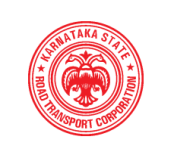 KARNATAKA STATE
ROAD TRANSPORT CORPORATION